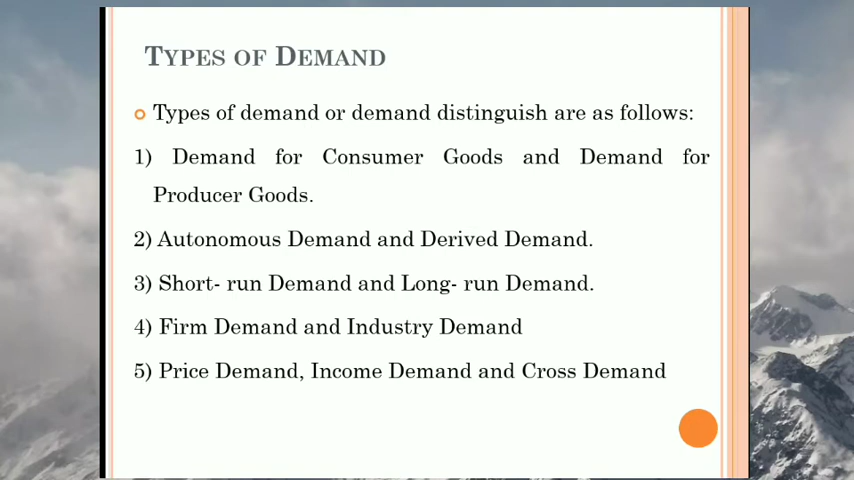 TYPES OF DEMAND
Types of demand or demand distinguish are as follows:
1) Demand for Consumer Goods and Demand for
Producer Goods.
2) Autonomous Demand and Derived Demand.
3) Short- run Demand and Long- run Demand.
4) Firm Demand and Industry Demand
5) Price Demand, Income Demand and Cross Demand